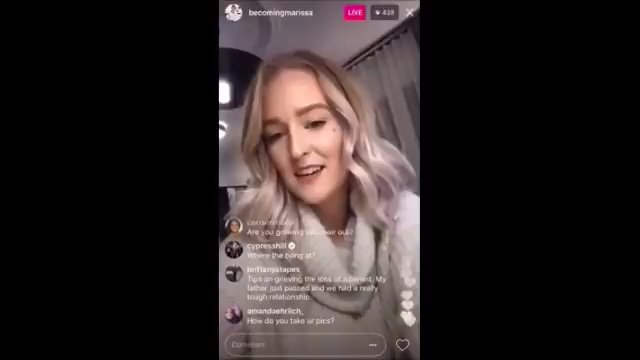 becomingmarissa
LIVE
Are you growing your hair out?
cypresshill
Where the bong at?
brittanystapes
Tips on grieving the loss of a parent. My
father just passed and we had a really
tough relationship
amandaehrlich_
How do you take ur pics?
Comment